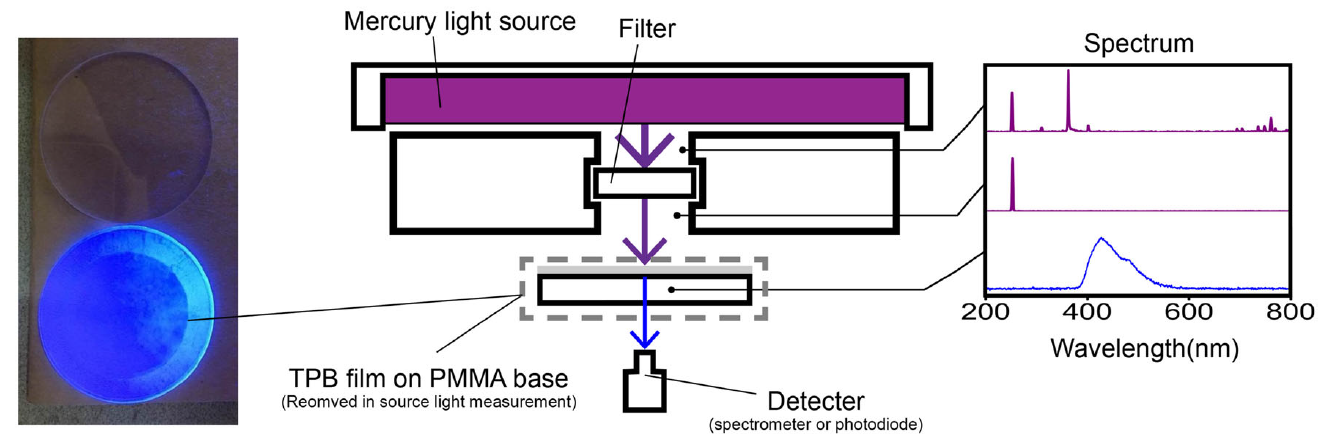 Mercury light source
Filter
Spectrum
200
400
600
800
Wavelength(nm)
TPB film on PMMA base
(Reomved in source light measurement)
Detecter
(spectrometer or photodiode)